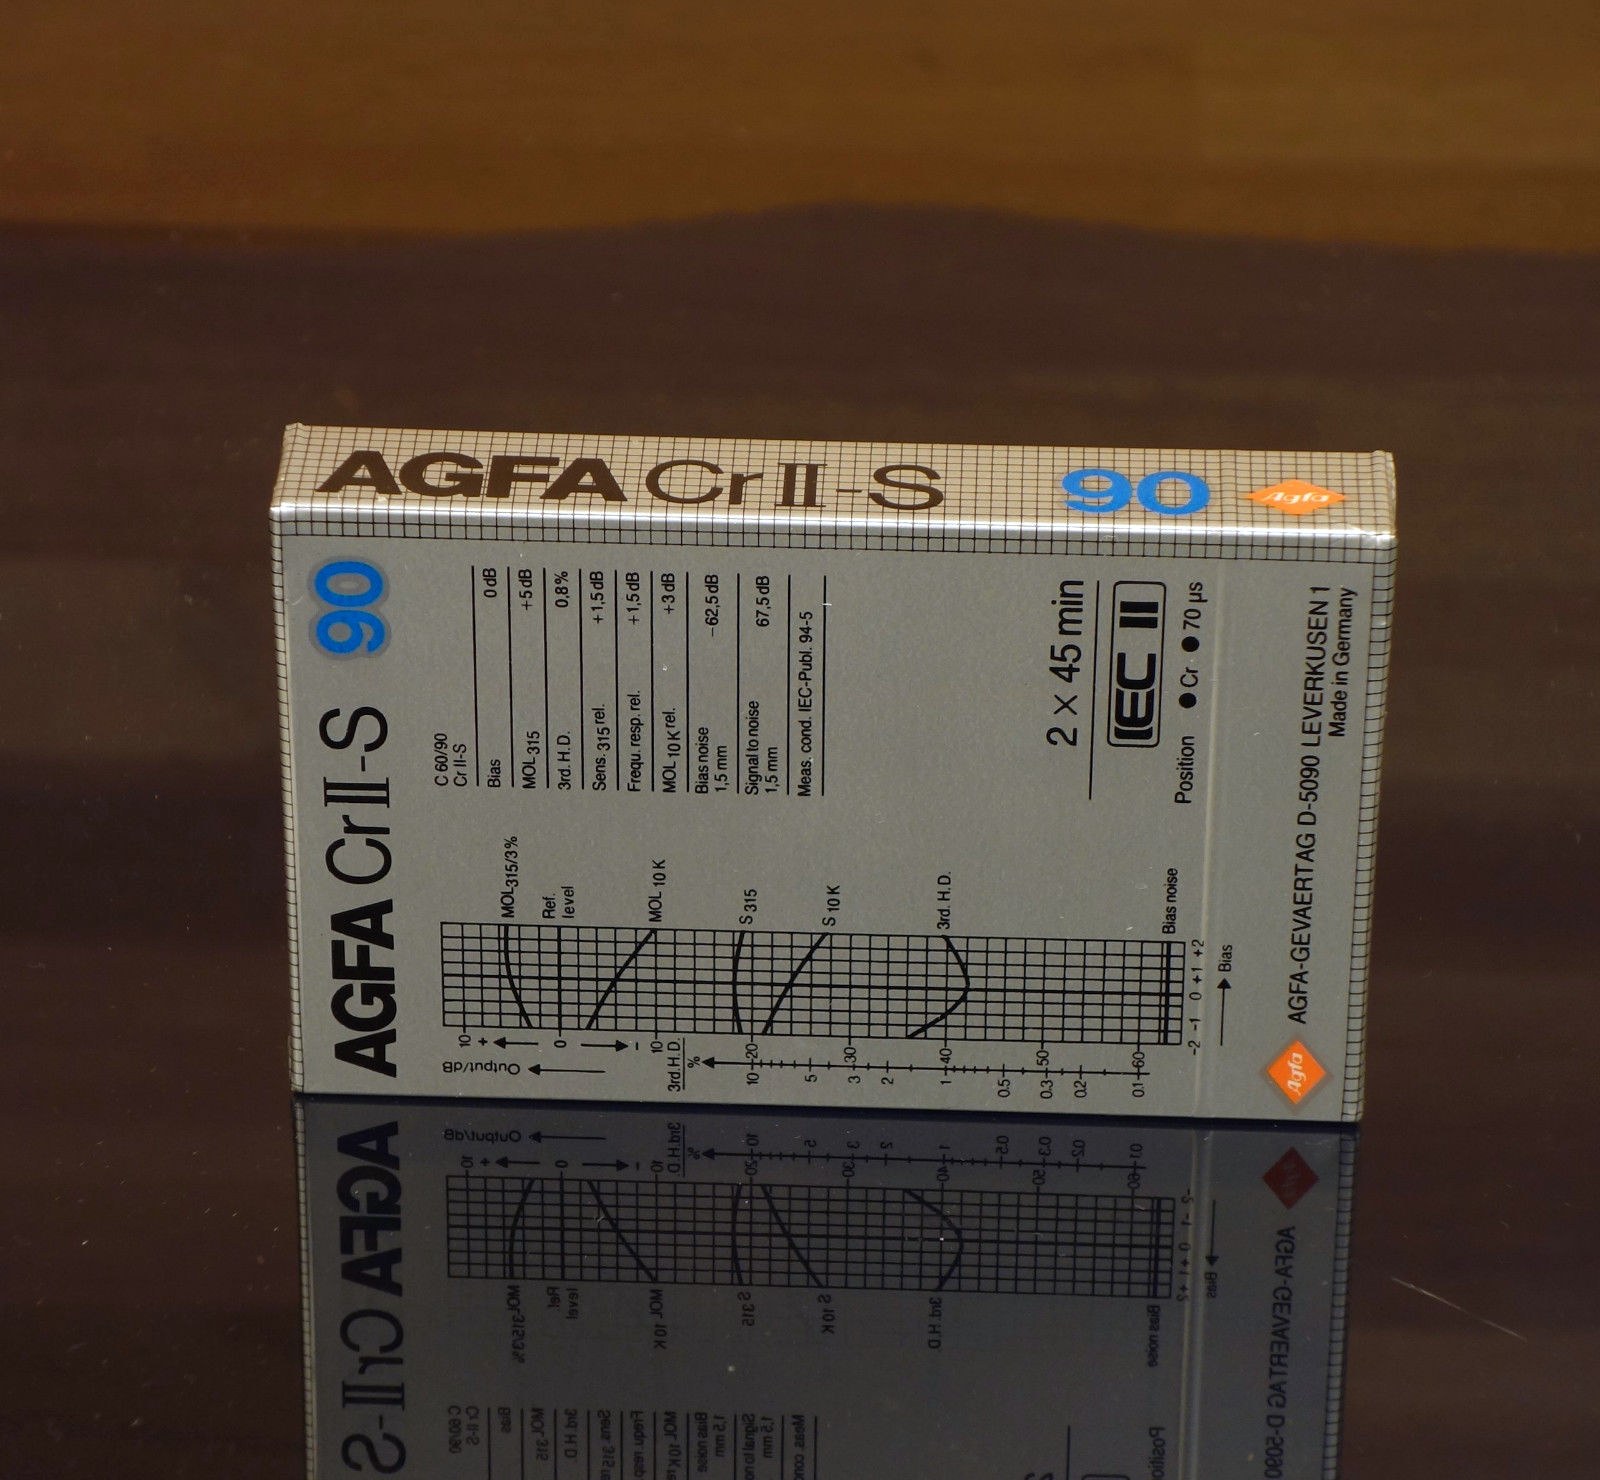 AGFA Cr II-S 90 Agfa
AGFA Cr II-S 90
C 60/90
Cr II-S
Bias 0 dB
MOL 315 +5 dB
3rd. H.D. 0,8%
Sens. 315 rel. +1,5 dB
Frequ. resp. rel. +1,5 dB
MOL 10 K rel. +3 dB
Bias noise
1,5 mm -62,5 dB
Signal to noise
1,5 mm 67,5 dB
Meas. cond. IEC-Publ. 94-5
2 × 45 min
IEC II
Position ● Cr · ● 70 µs
Output/dB
10
+
0
-
10
20
30
40
50
60
3rd.H.D.
%
10
5
3
2
1
0.5
0.3
0.2
0.1
MOL315/3%
Ref.
level
MOL 10 K
S 315
S 10 K
3rd. H.D.
Bias noise
-2 -1 0 +1 +2
Bias
Agfa
AGFA-GEVAERT AG D-5090 LEVERKUSEN 1
Made in Germany